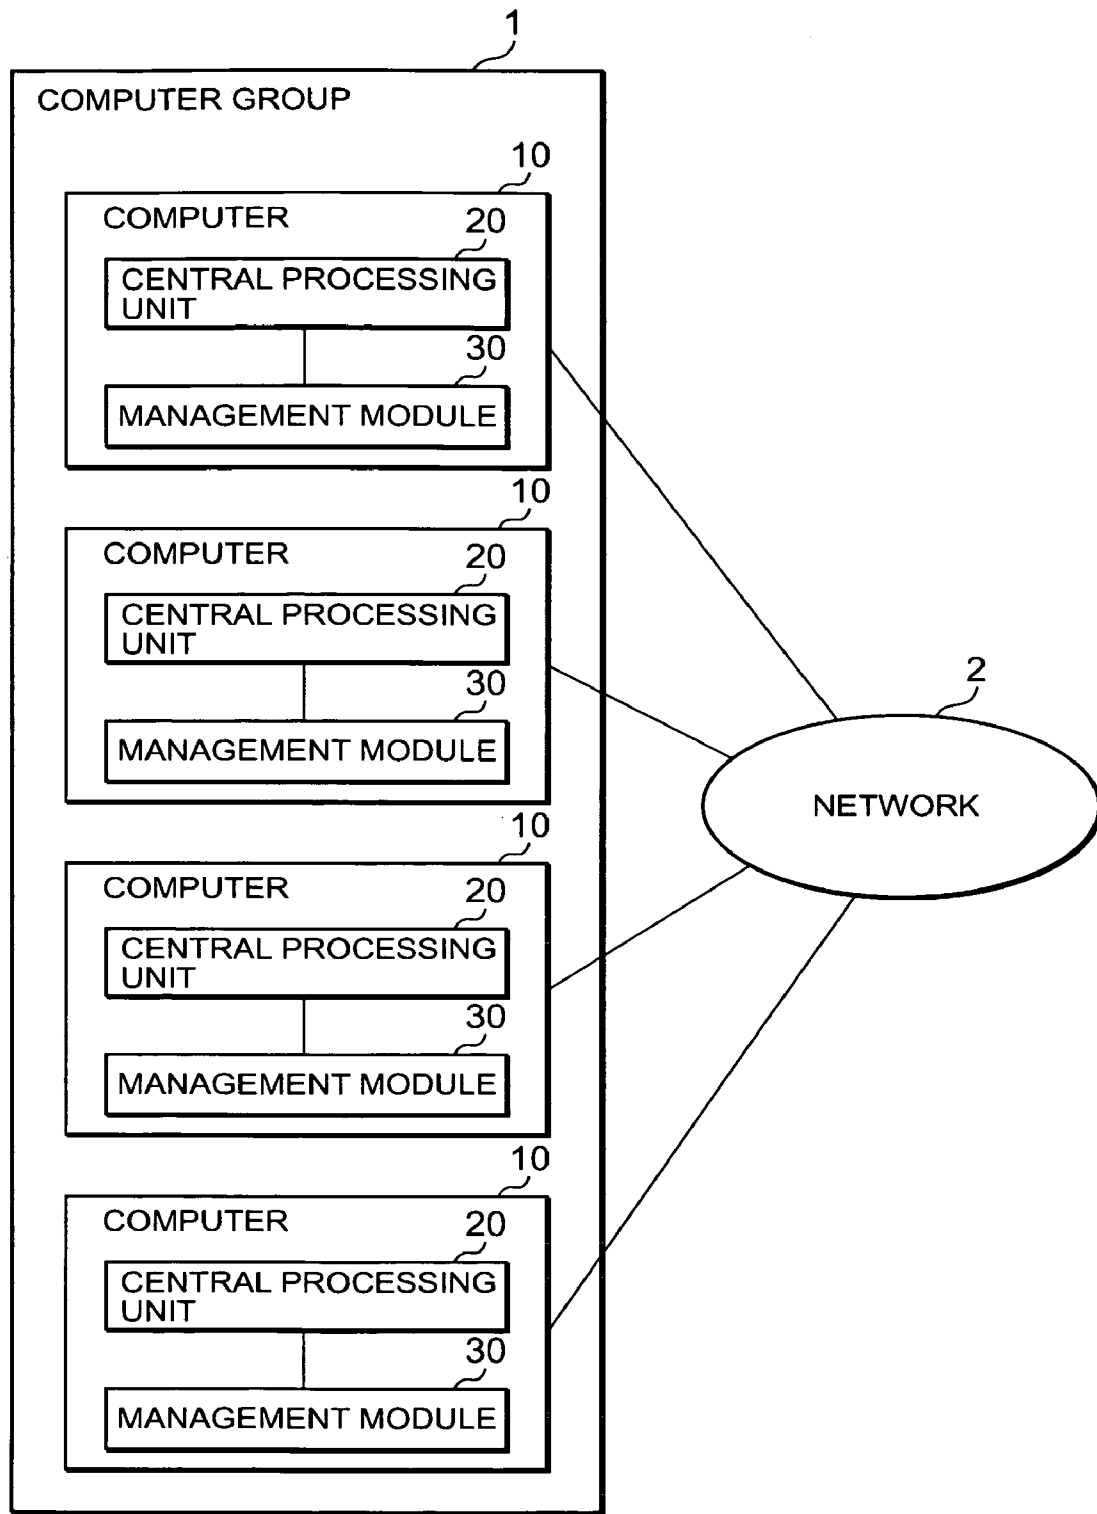 1
COMPUTER GROUP
10
COMPUTER
20
CENTRAL PROCESSING
UNIT
30
MANAGEMENT MODULE
10
COMPUTER
20
CENTRAL PROCESSING
UNIT
30
MANAGEMENT MODULE
2
NETWORK
10
COMPUTER
20
CENTRAL PROCESSING
UNIT
30
MANAGEMENT MODULE
10
COMPUTER
20
CENTRAL PROCESSING
UNIT
30
MANAGEMENT MODULE